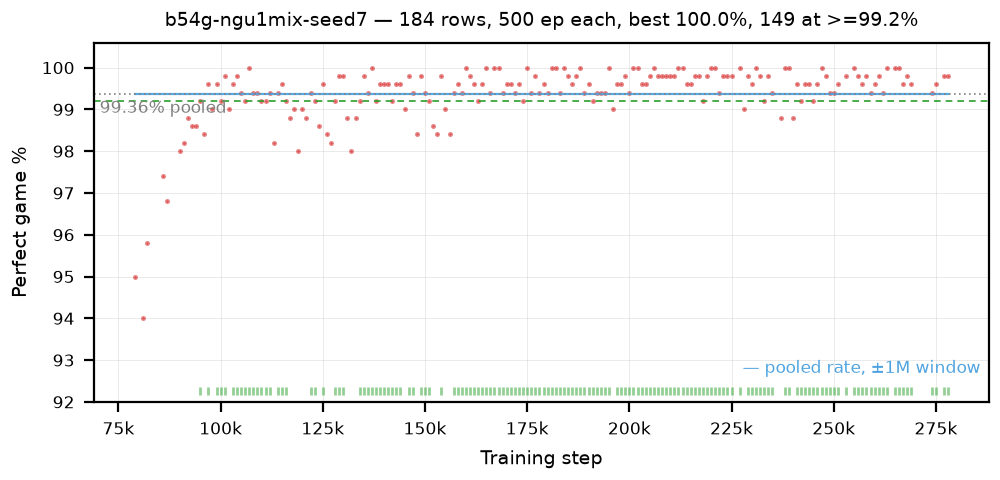 b54g-ngu1mix-seed7 — 184 rows, 500 ep each, best 100.0%, 149 at >=99.2%
Perfect game %
100
99
98
97
96
95
94
93
92
99.36% pooled
— pooled rate, ±1M window
75k
100k
125k
150k
175k
200k
225k
250k
275k
Training step